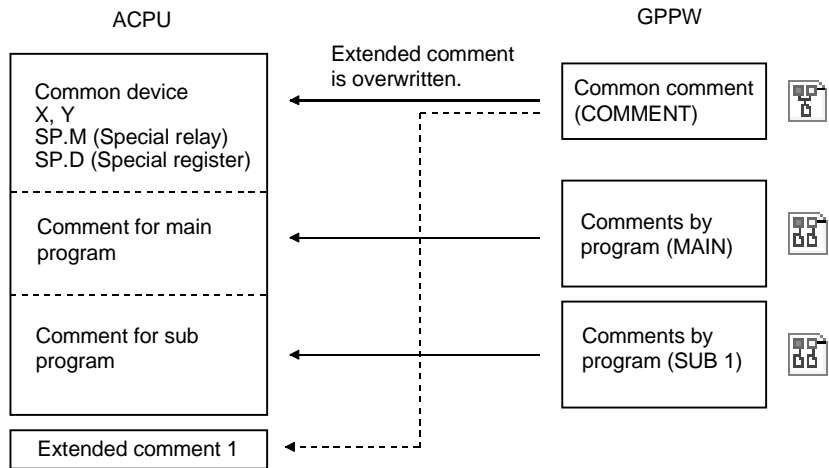 ACPU
GPPW
Extended comment
is overwritten.
Common device
X, Y
SP.M (Special relay)
SP.D (Special register)
Common comment
(COMMENT)
Comment for main
program
Comments by
program (MAIN)
Comment for sub
program
Comments by
program (SUB 1)
Extended comment 1